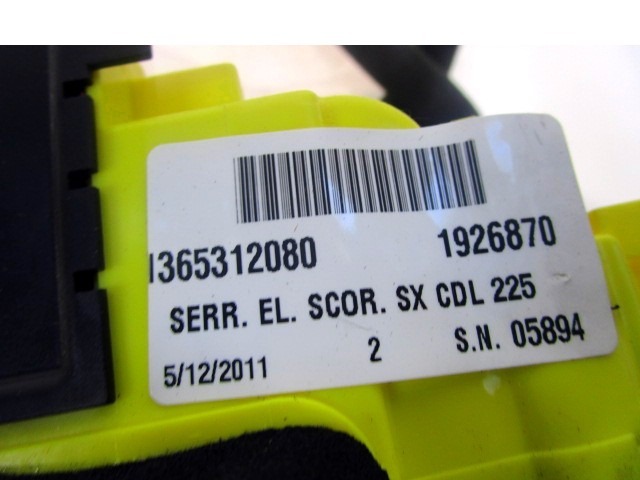 1365312080 1926870
SERR. EL. SCOR. SX CDL 225
5/12/2011 2 S.N. 05894